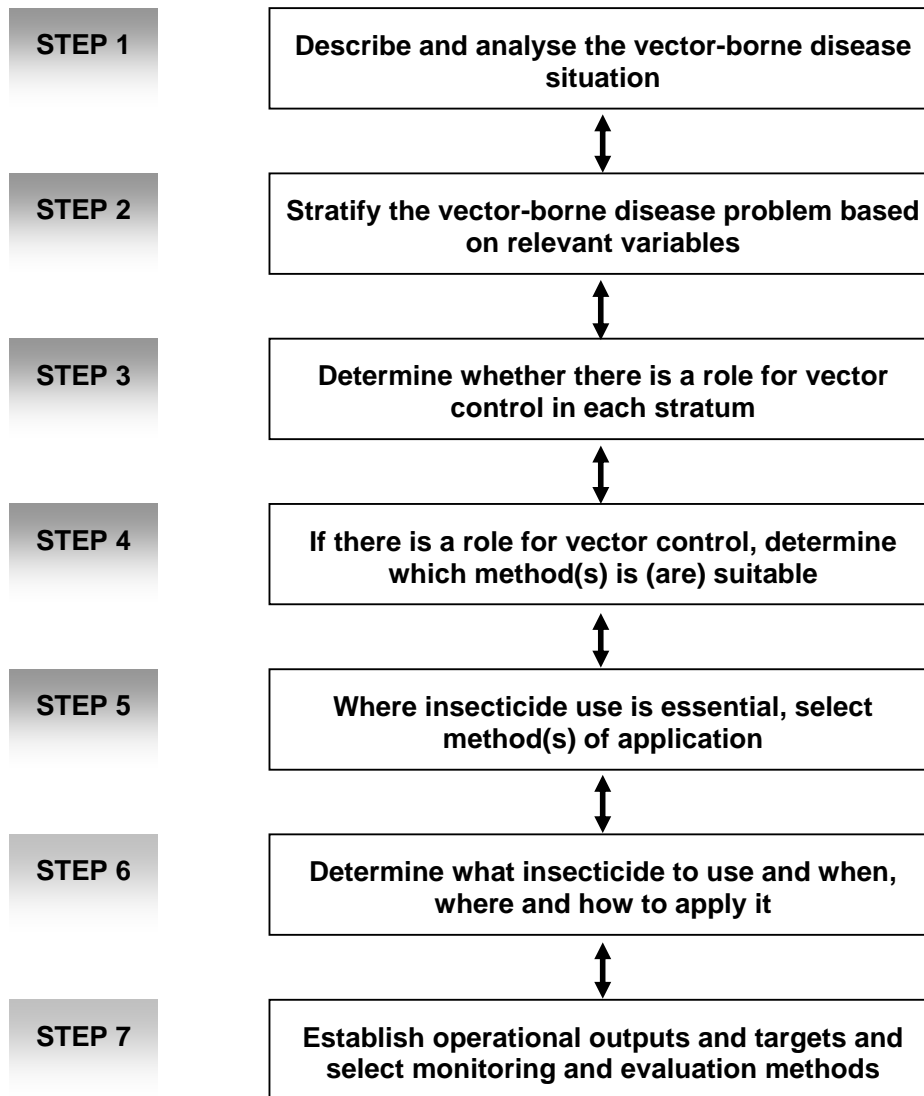 STEP 1
Describe and analyse the vector-borne disease
situation
STEP 2
Stratify the vector-borne disease problem based
on relevant variables
STEP 3
Determine whether there is a role for vector
control in each stratum
STEP 4
If there is a role for vector control, determine
which method(s) is (are) suitable
STEP 5
Where insecticide use is essential, select
method(s) of application
STEP 6
Determine what insecticide to use and when,
where and how to apply it
STEP 7
Establish operational outputs and targets and
select monitoring and evaluation methods